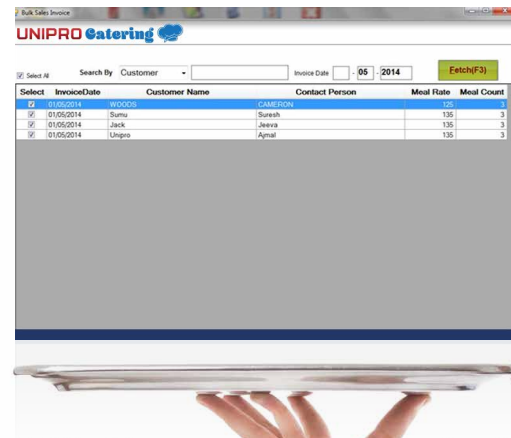 Bulk Sales Invoice
UNIPRO Catering
Select All Search By Customer Invoice Date - 05 - 2014 Fetch(F3)
Select InvoiceDate Customer Name Contact Person Meal Rate Meal Count
01/05/2014 WOODS CAMERON 125 3
01/05/2014 Sumu Suresh 135 3
01/05/2014 Jack Jeeva 135 3
01/05/2014 Unipro Ajmal 135 3